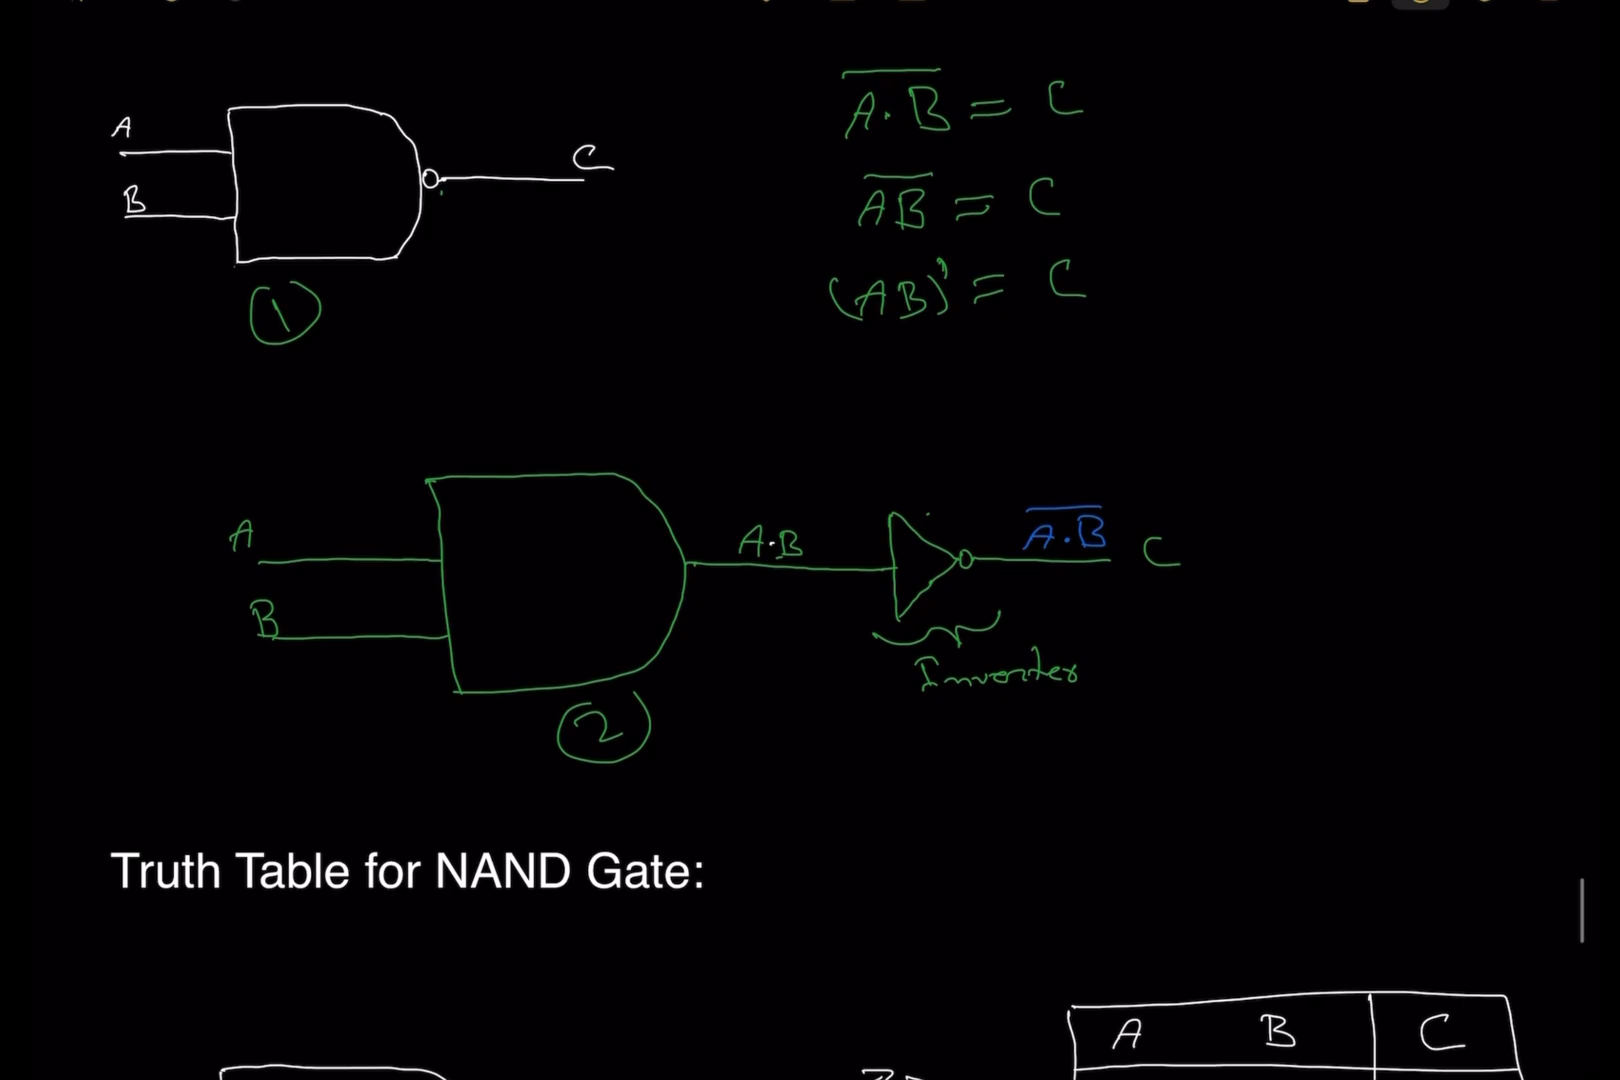 A
B
C
①
A·B = C
AB = C
(AB)' = C
A
B
A·B
A·B
C
Inverter
②
Truth Table for NAND Gate:
A B C